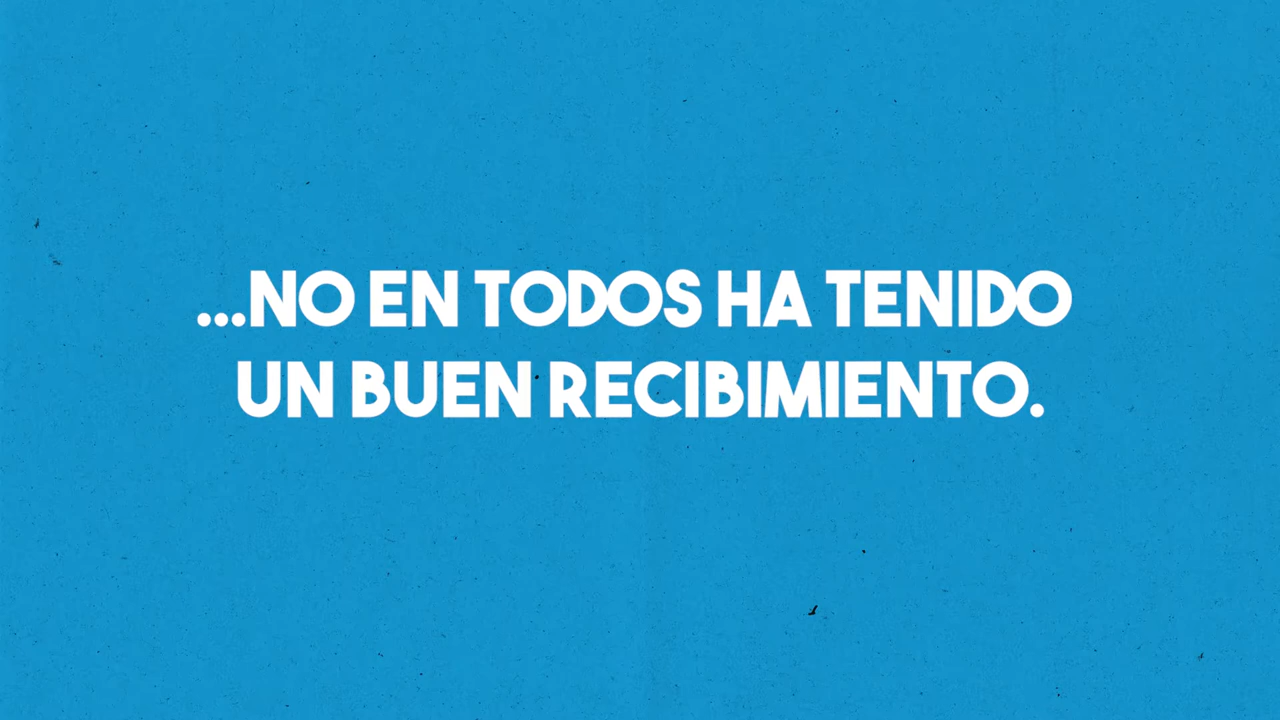 ...NO EN TODOS HA TENIDO
UN BUEN RECIBIMIENTO.